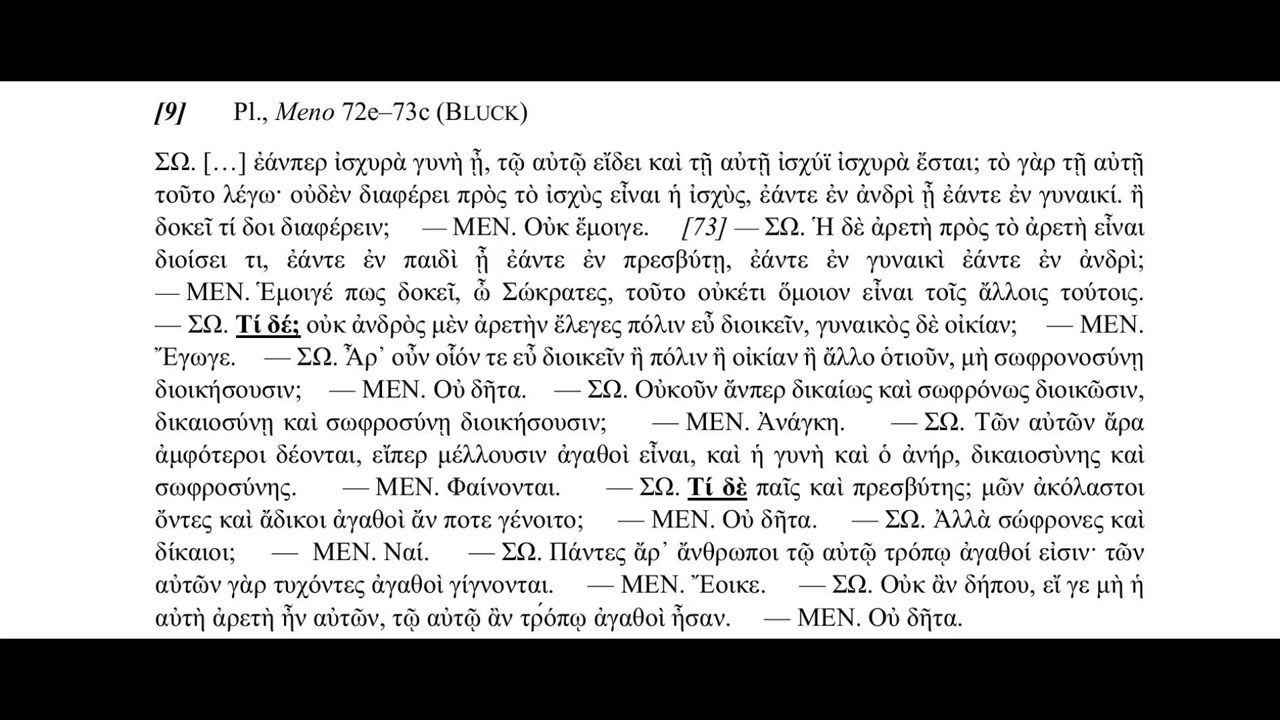 [9] Pl., Meno 72e–73c (BLUCK)
ΣΩ. […] ἐάνπερ ἰσχυρὰ γυνὴ ᾖ, τῷ αὐτῷ εἴδει καὶ τῇ αὐτῇ ἰσχύϊ ἰσχυρὰ ἔσται; τὸ γὰρ τῇ αὐτῇ
τοῦτο λέγω· οὐδὲν διαφέρει πρὸς τὸ ἰσχὺς εἶναι ἡ ἰσχὺς, ἐάντε ἐν ἀνδρὶ ᾖ ἐάντε ἐν γυναικί. ἢ
δοκεῖ τί δοι διαφέρειν; — ΜΕΝ. Οὐκ ἔμοιγε. [73] — ΣΩ. Ἡ δὲ ἀρετὴ πρὸς τὸ ἀρετὴ εἶναι
διοίσει τι, ἐάντε ἐν παιδὶ ᾖ ἐάντε ἐν πρεσβύτῃ, ἐάντε ἐν γυναικὶ ἐάντε ἐν ἀνδρὶ;
— ΜΕΝ. Ἐμοιγέ πως δοκεῖ, ὦ Σώκρατες, τοῦτο οὐκέτι ὅμοιον εἶναι τοῖς ἄλλοις τούτοις.
— ΣΩ. Τί δέ; οὐκ ἀνδρὸς μὲν ἀρετὴν ἔλεγες πόλιν εὖ διοικεῖν, γυναικὸς δὲ οἰκίαν; — ΜΕΝ.
Ἔγωγε. — ΣΩ. Ἆρ’ οὖν οἷόν τε εὖ διοικεῖν ἢ πόλιν ἢ οἰκίαν ἢ ἄλλο ὁτιοῦν, μὴ σωφρονοσύνῃ
διοικήσουσιν; — ΜΕΝ. Οὐ δῆτα. — ΣΩ. Οὐκοῦν ἄνπερ δικαίως καὶ σωφρόνως διοικῶσιν,
δικαιοσύνῃ καὶ σωφροσύνῃ διοικήσουσιν; — ΜΕΝ. Ἀνάγκη. — ΣΩ. Τῶν αὐτῶν ἄρα
ἀμφότεροι δέονται, εἴπερ μέλλουσιν ἀγαθοὶ εἶναι, καὶ ἡ γυνὴ καὶ ὁ ἀνήρ, δικαιοσὺνης καὶ
σωφροσύνης. — ΜΕΝ. Φαίνονται. — ΣΩ. Τί δὲ παῖς καὶ πρεσβύτης; μῶν ἀκόλαστοι
ὄντες καὶ ἄδικοι ἀγαθοὶ ἄν ποτε γένοιτο; — ΜΕΝ. Οὐ δῆτα. — ΣΩ. Ἀλλὰ σώφρονες καὶ
δίκαιοι; — ΜΕΝ. Ναί. — ΣΩ. Πάντες ἄρ’ ἄνθρωποι τῷ αὐτῷ τρόπῳ ἀγαθοί εἰσιν· τῶν
αὐτῶν γὰρ τυχόντες ἀγαθοὶ γίγνονται. — ΜΕΝ. Ἔοικε. — ΣΩ. Οὐκ ἂν δήπου, εἴ γε μὴ ἡ
αὐτὴ ἀρετὴ ἦν αὐτῶν, τῷ αὐτῷ ἂν τρόπῳ ἀγαθοὶ ἦσαν. — ΜΕΝ. Οὐ δῆτα.